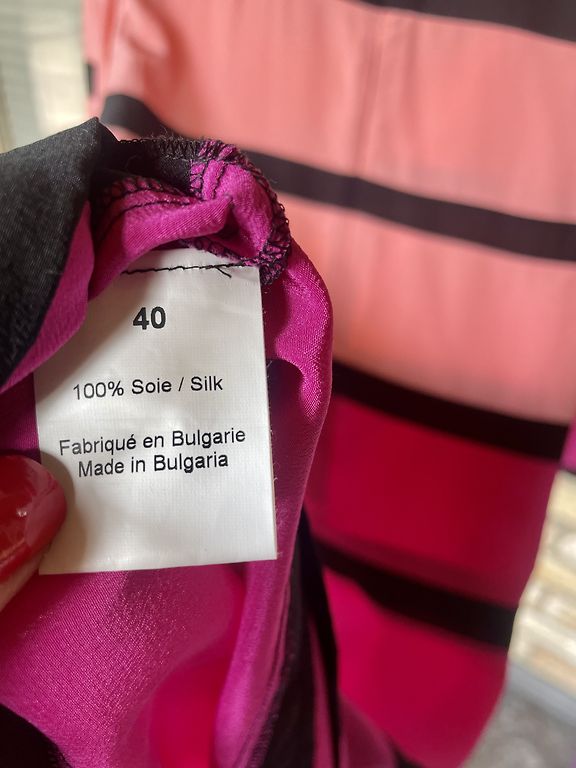 40
100% Soie / Silk
Fabriqué en Bulgarie
Made in Bulgaria